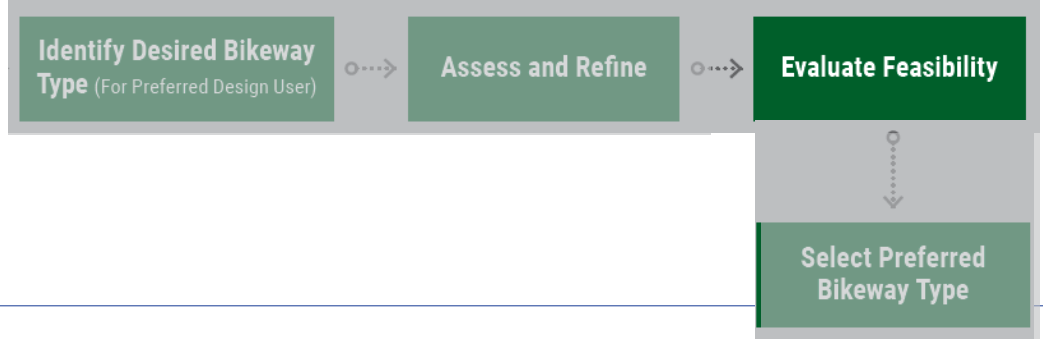 Identify Desired Bikeway
Type (For Preferred Design User)
Assess and Refine
Evaluate Feasibility
Select Preferred
Bikeway Type